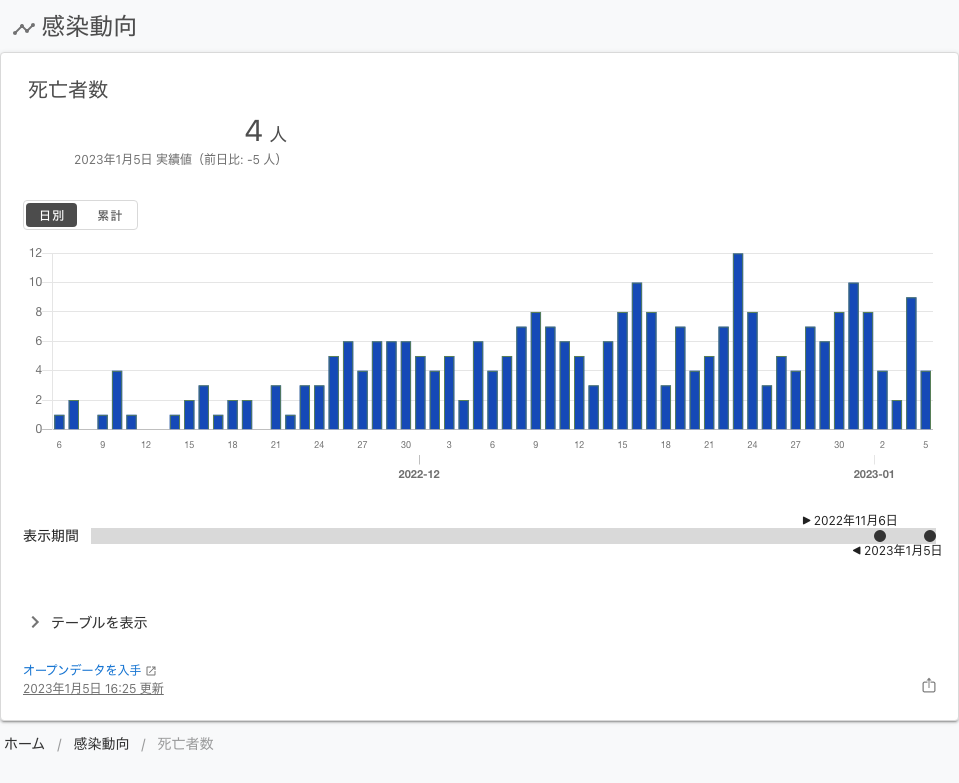 感染動向
死亡者数
4 人
2023年1月5日 実績値（前日比: -5 人）
日別 累計
12
10
8
6
4
2
0
6 9 12 15 18 21 24 27 30 3 6 9 12 15 18 21 24 27 30 2 5
2022-12 2023-01
▶ 2022年11月6日
表示期間
◀ 2023年1月5日
テーブルを表示
オープンデータを入手
2023年1月5日 16:25 更新
ホーム / 感染動向 / 死亡者数